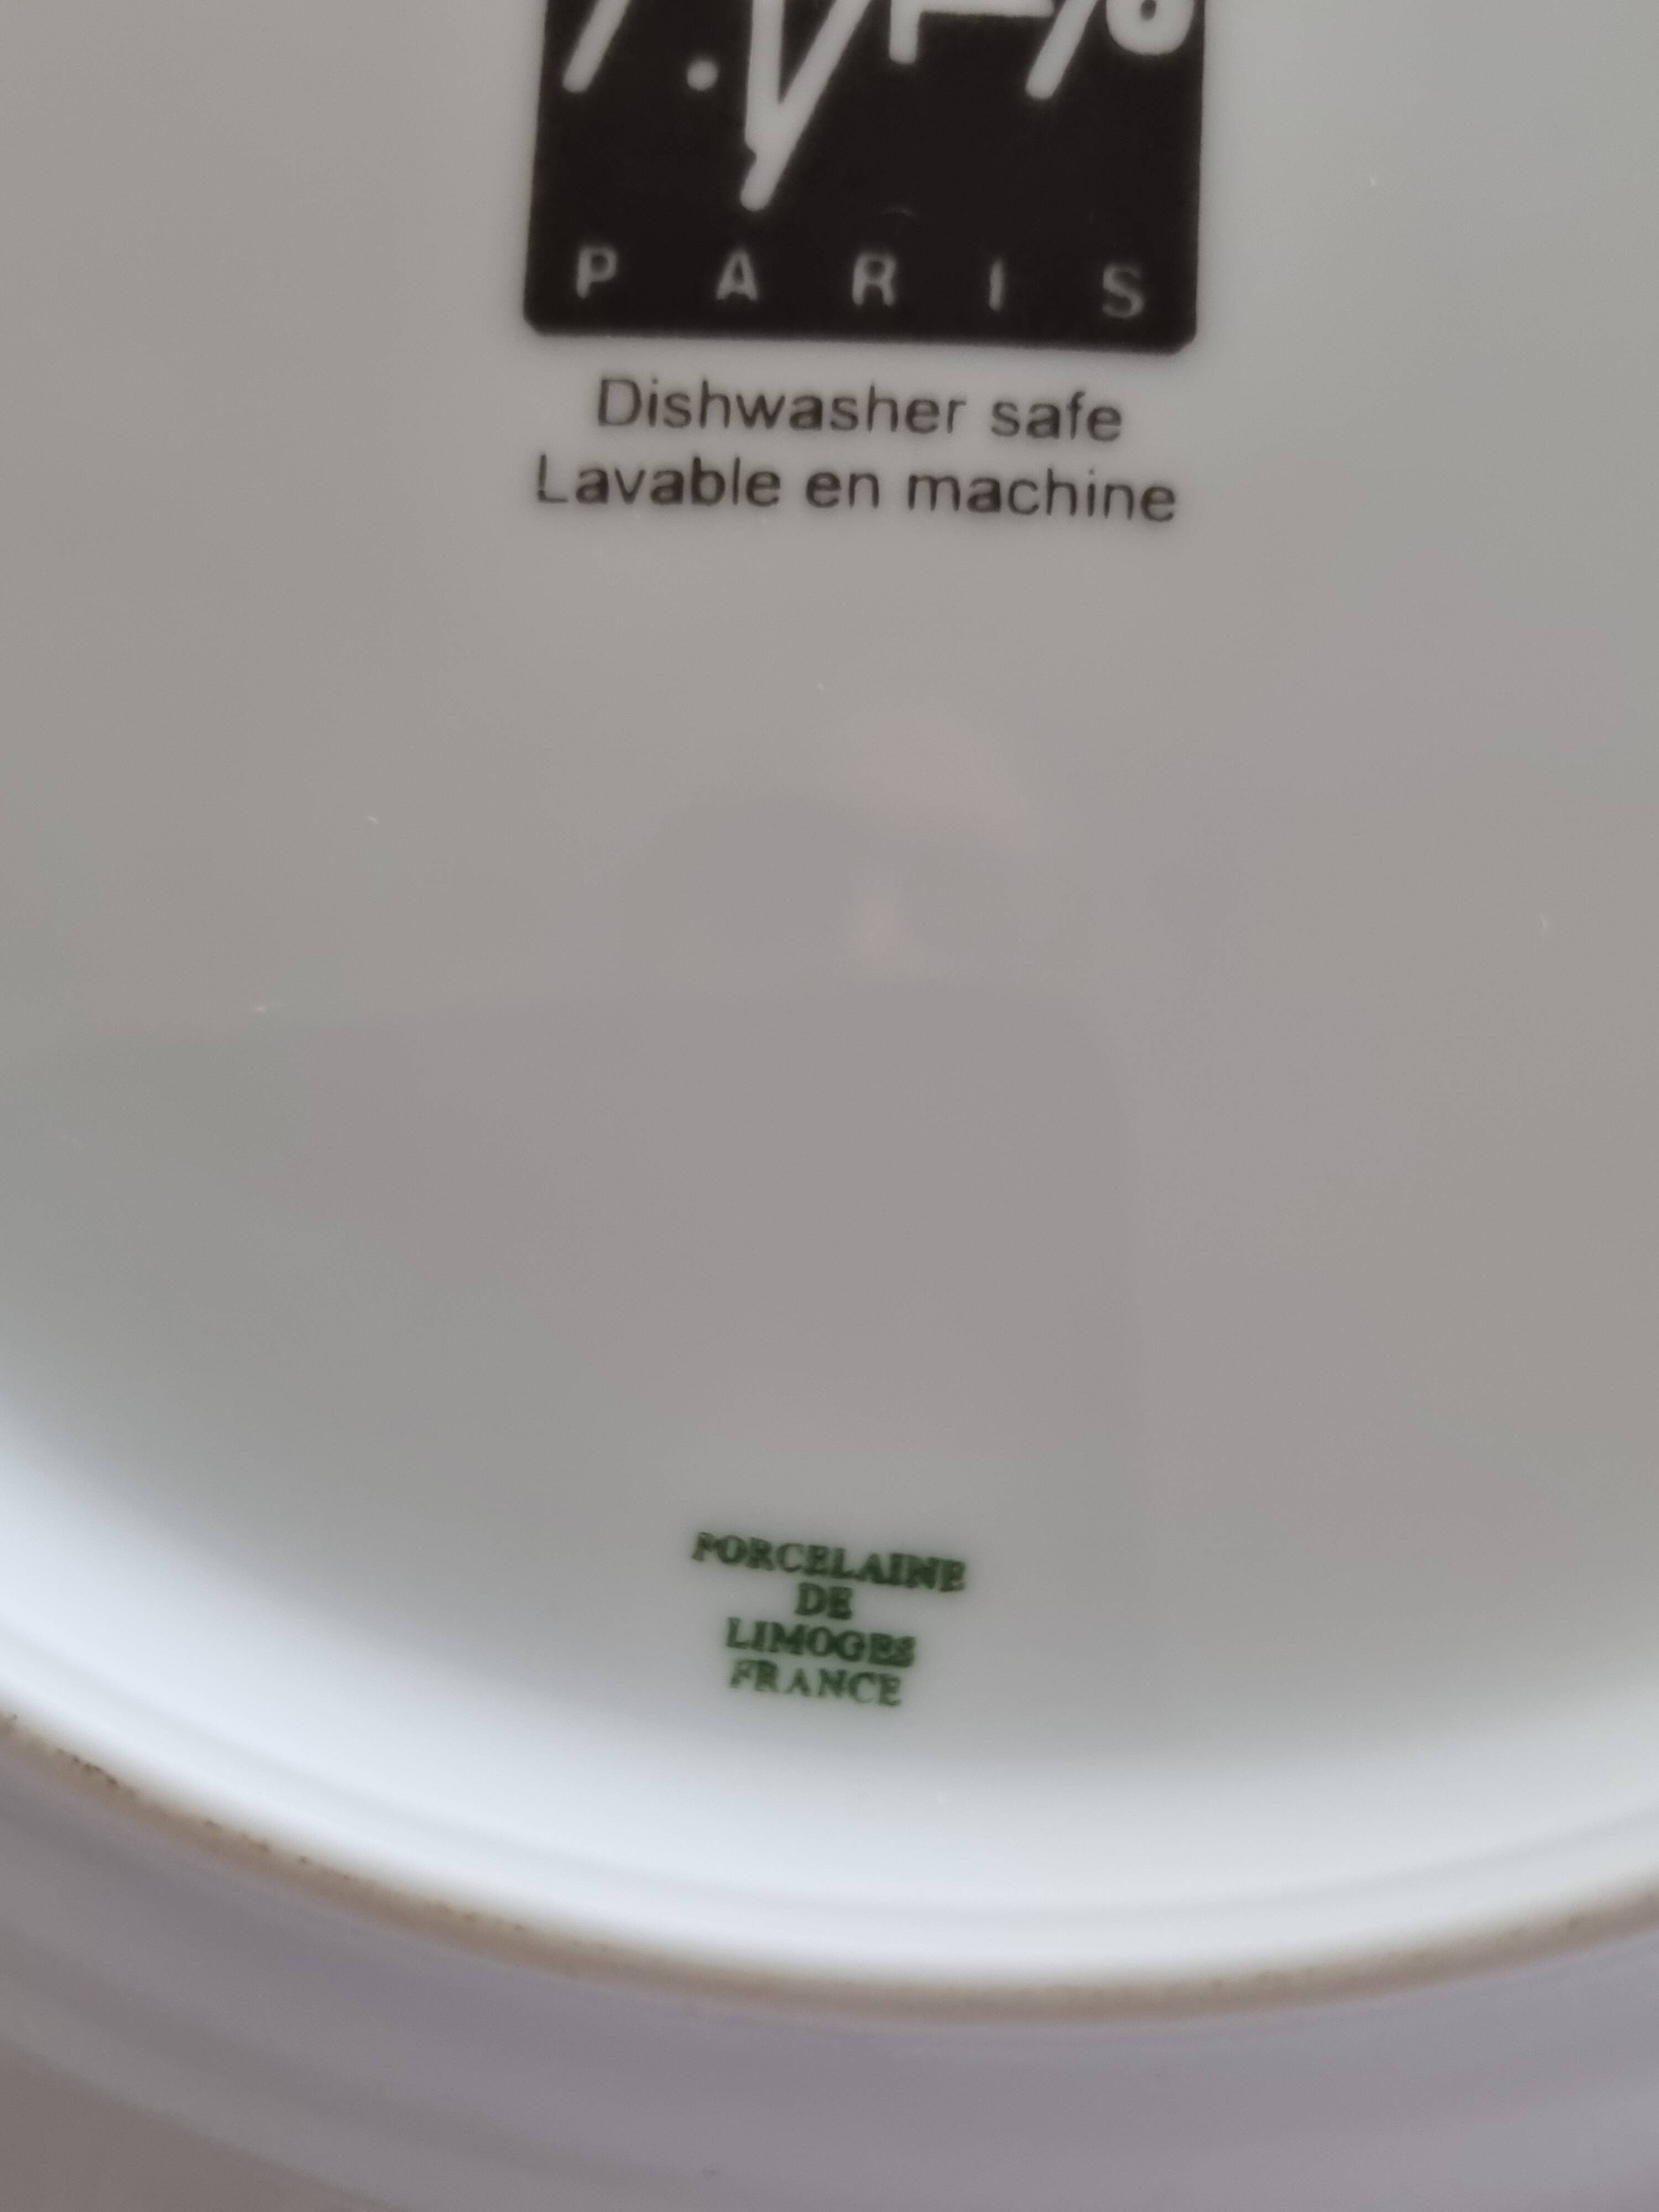 PARIS
Dishwasher safe
Lavable en machine
PORCELAINE
DE
LIMOGES
FRANCE